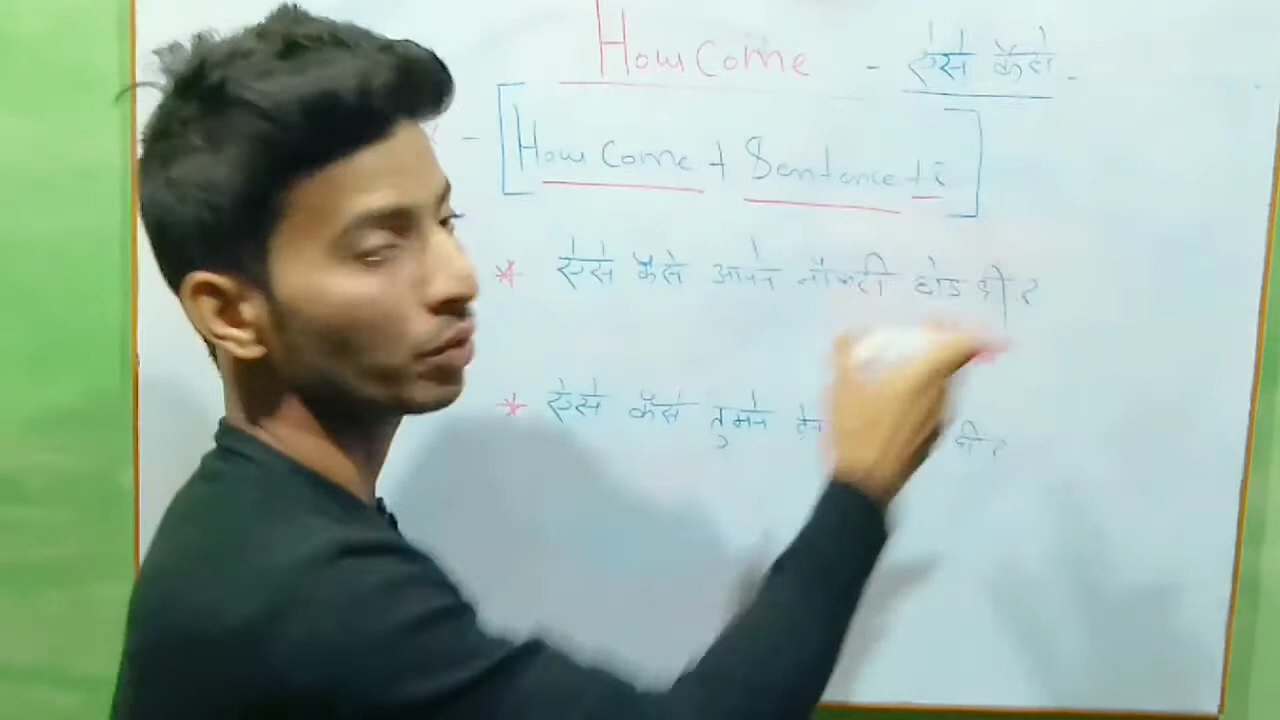 How Come - ऐसे कैसे -
- [How Come + Sentence + ?]
* ऐसे कैसे आपने नौकरी छोड दी ?
* ऐसे कैसे तुमने दी ?